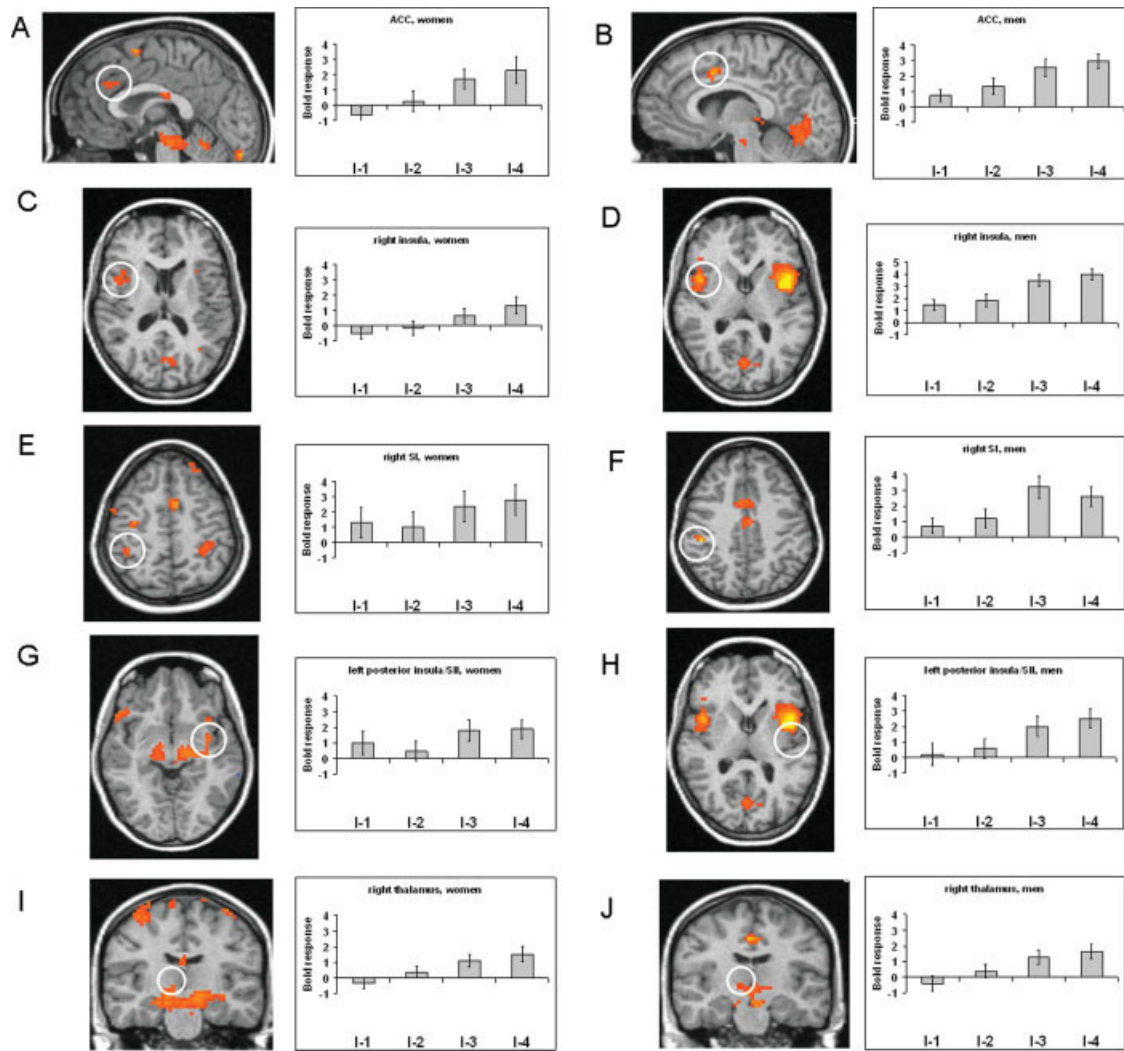 A
ACC, women
Bold response
4
3
2
1
0
-1
I-1 I-2 I-3 I-4
B
ACC, men
Bold response
4
3
2
1
0
-1
I-1 I-2 I-3 I-4
C
right insula, women
Bold response
4
3
2
1
0
-1
I-1 I-2 I-3 I-4
D
right insula, men
Bold response
5
4
3
2
1
0
-1
I-1 I-2 I-3 I-4
E
right SI, women
Bold response
4
3
2
1
0
-1
I-1 I-2 I-3 I-4
F
right SI, men
Bold response
4
3
2
1
0
-1
I-1 I-2 I-3 I-4
G
left posterior insula/SII, women
Bold response
4
3
2
1
0
-1
I-1 I-2 I-3 I-4
H
left posterior insula/SII, men
Bold response
4
3
2
1
0
-1
I-1 I-2 I-3 I-4
I
right thalamus, women
Bold response
4
3
2
1
0
-1
I-1 I-2 I-3 I-4
J
right thalamus, men
Bold response
4
3
2
1
0
-1
I-1 I-2 I-3 I-4